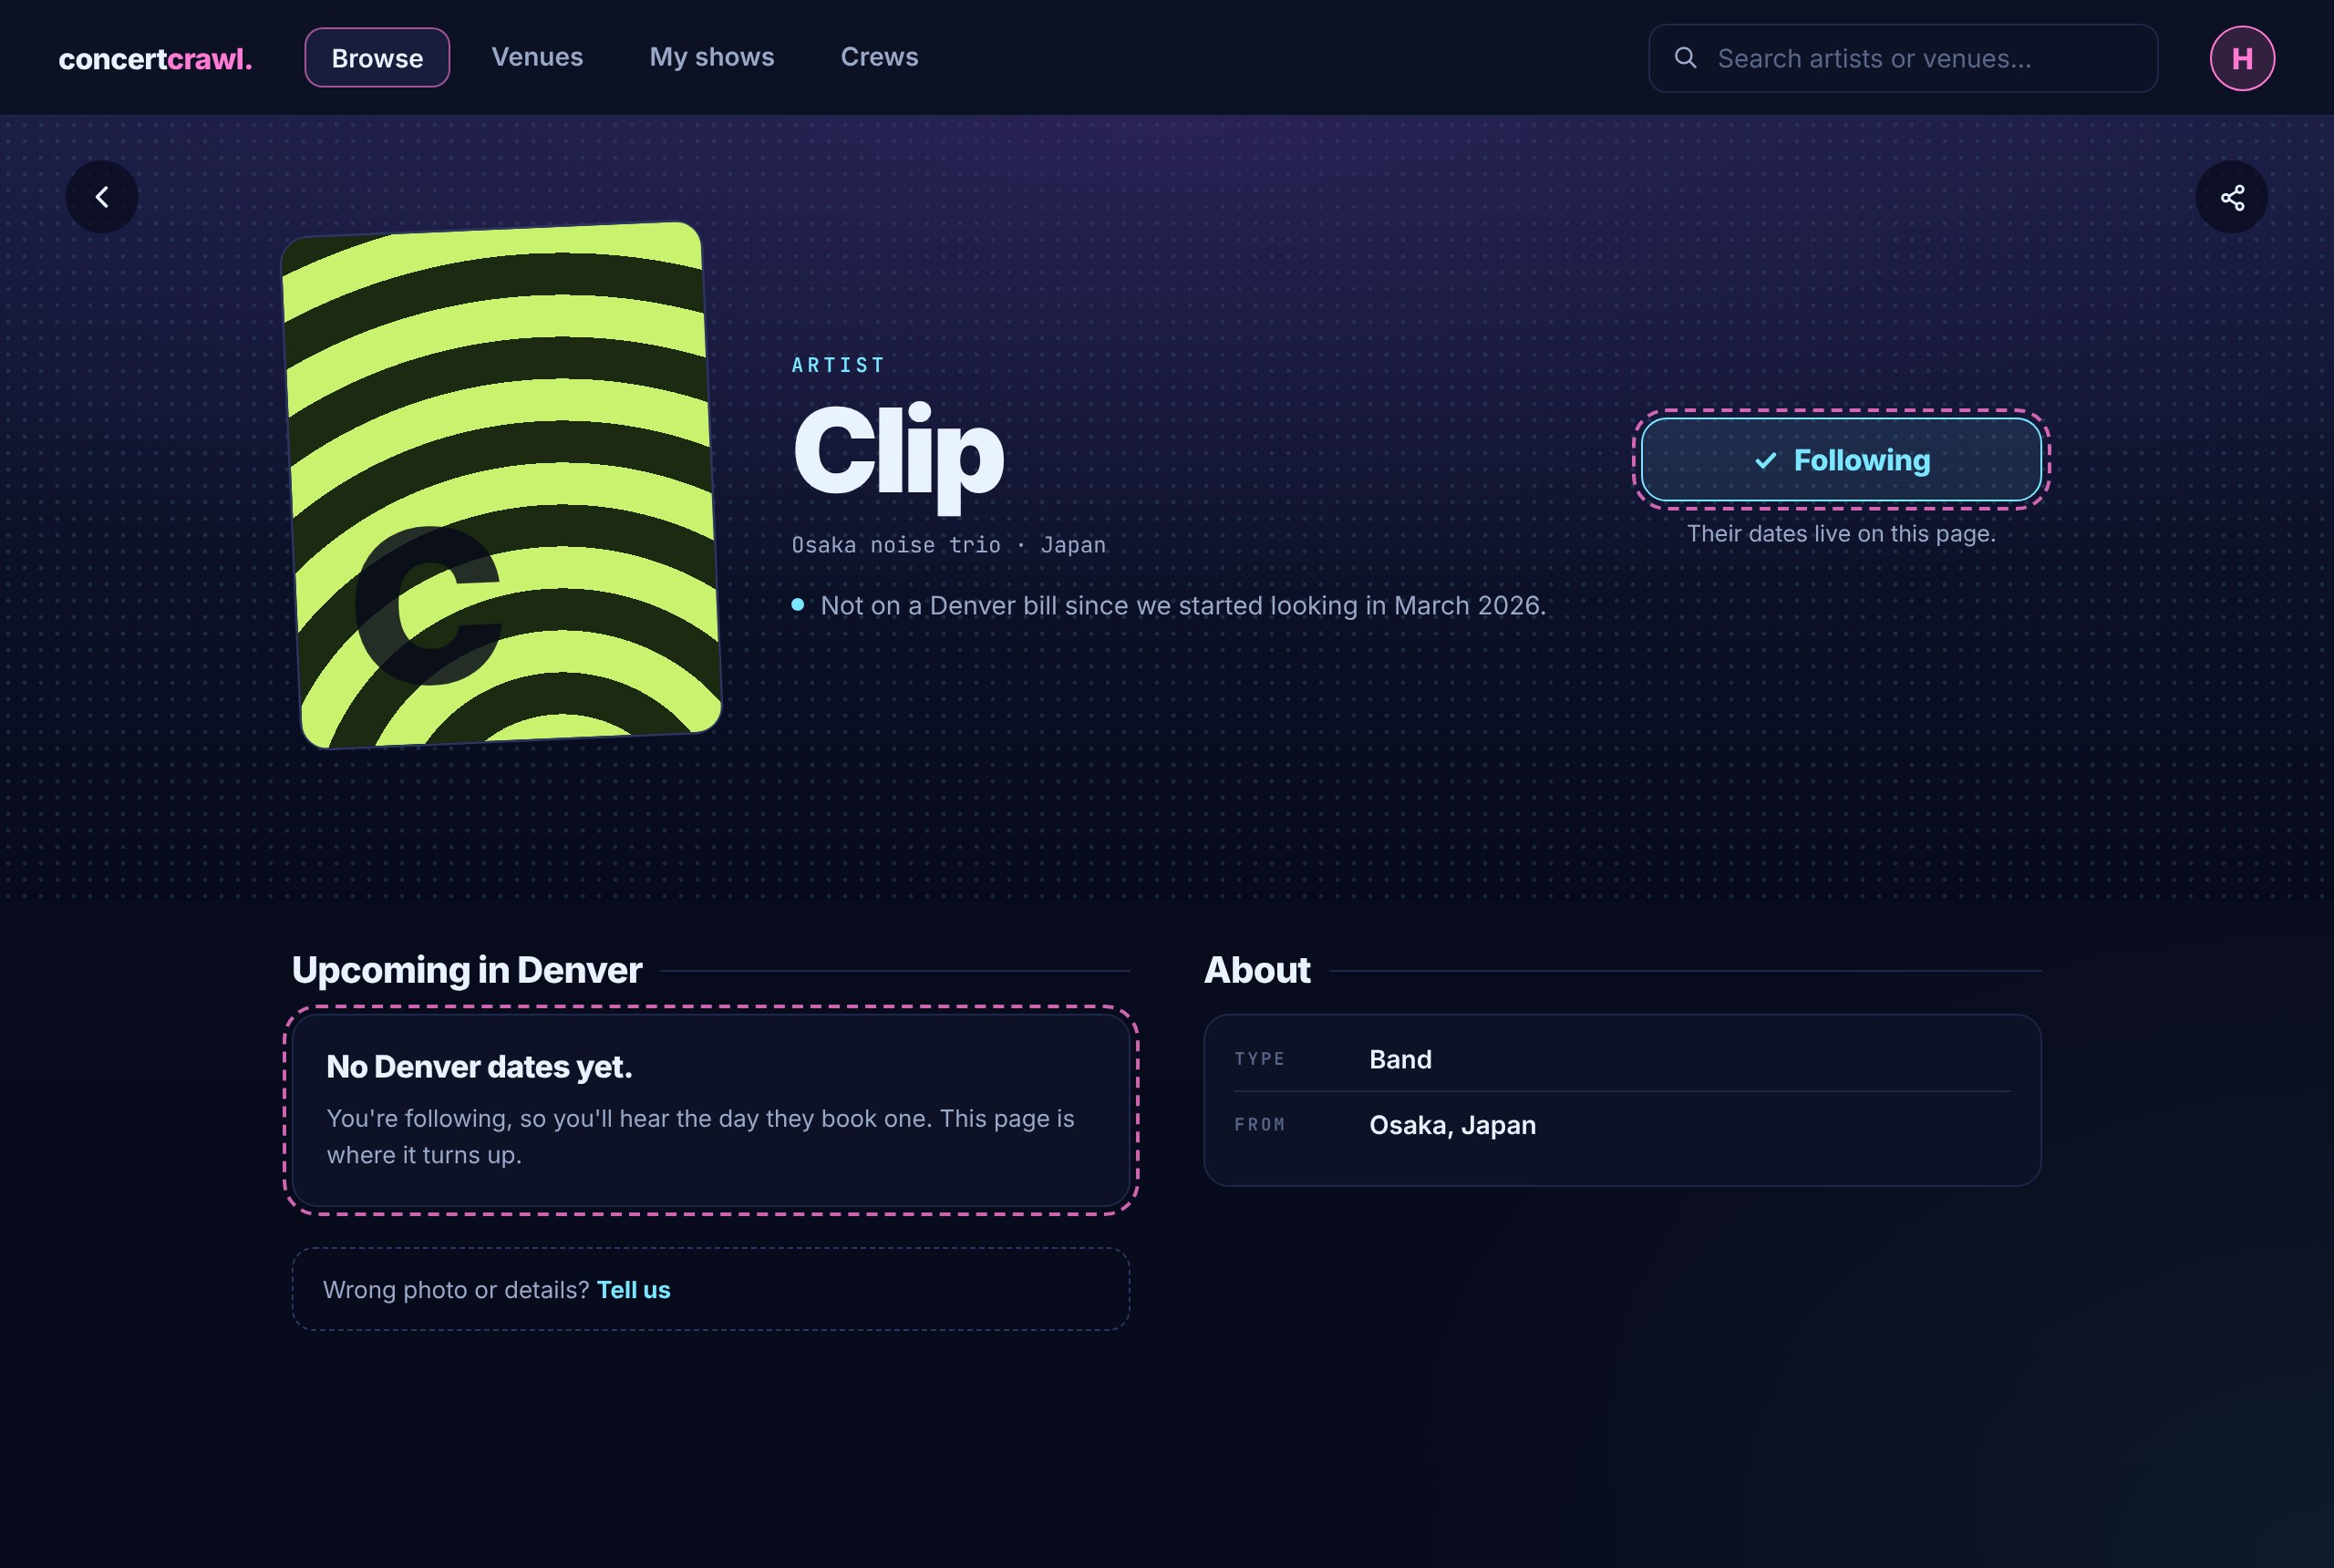 concertcrawl.
Browse
Venues
My shows
Crews
Search artists or venues...
H
C
ARTIST
Clip
Osaka noise trio · Japan
Not on a Denver bill since we started looking in March 2026.
Following
Their dates live on this page.
Upcoming in Denver
No Denver dates yet.
You're following, so you'll hear the day they book one. This page is
where it turns up.
Wrong photo or details? Tell us
About
TYPE Band
FROM Osaka, Japan